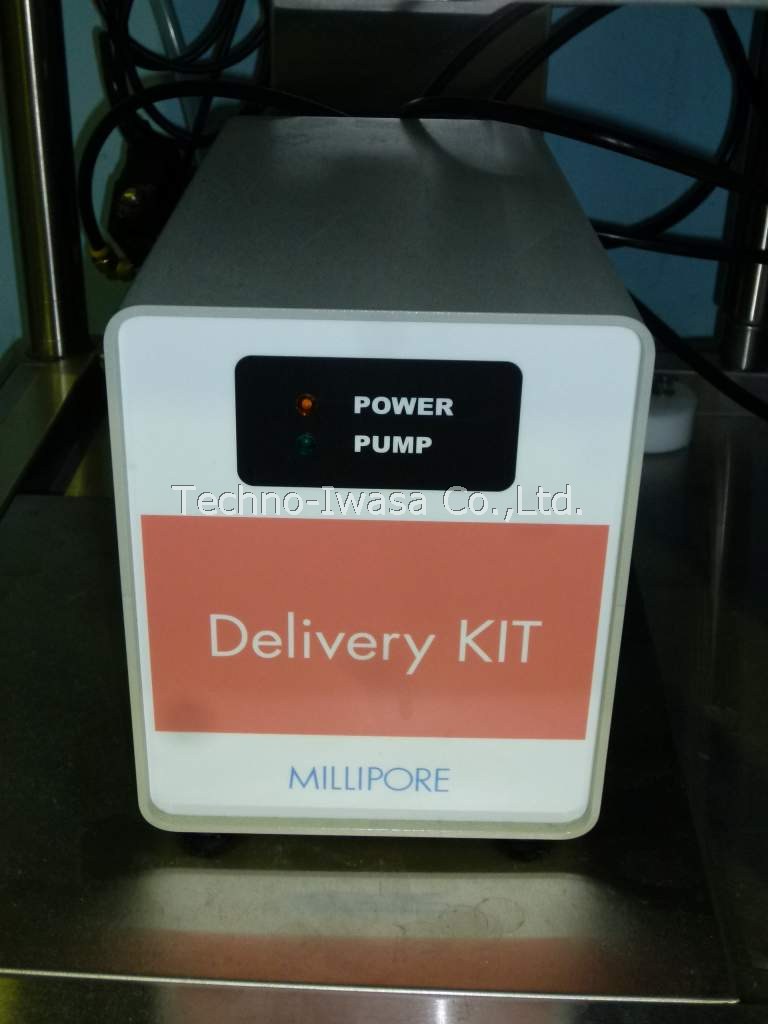 POWER
PUMP
Techno-Iwasa Co.,Ltd.
Delivery KIT
MILLIPORE